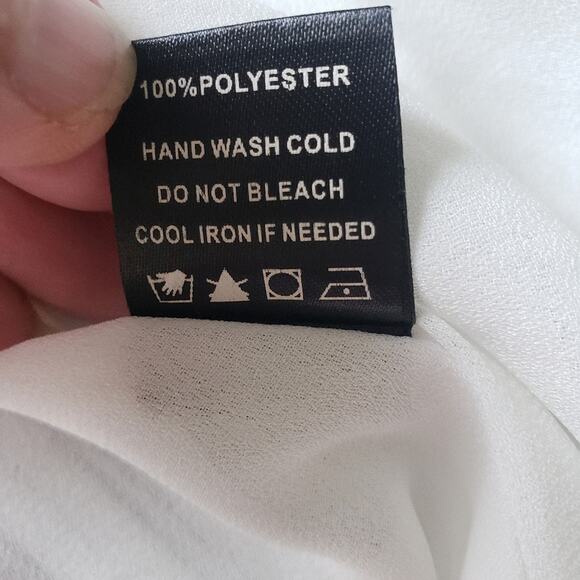 100%POLYESTER
HAND WASH COLD
DO NOT BLEACH
COOL IRON IF NEEDED